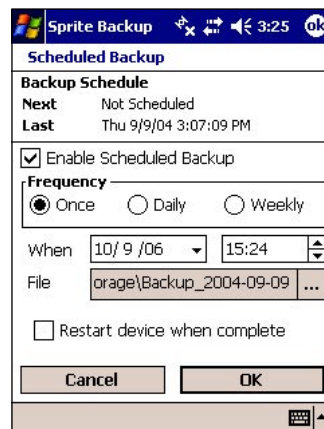 Sprite Backup 3:25 ok
Scheduled Backup
Backup Schedule
Next Not Scheduled
Last Thu 9/9/04 3:07:09 PM
Enable Scheduled Backup
Frequency
Once Daily Weekly
When 10/ 9 /06 15:24
File orage\Backup_2004-09-09 ...
Restart device when complete
Cancel OK